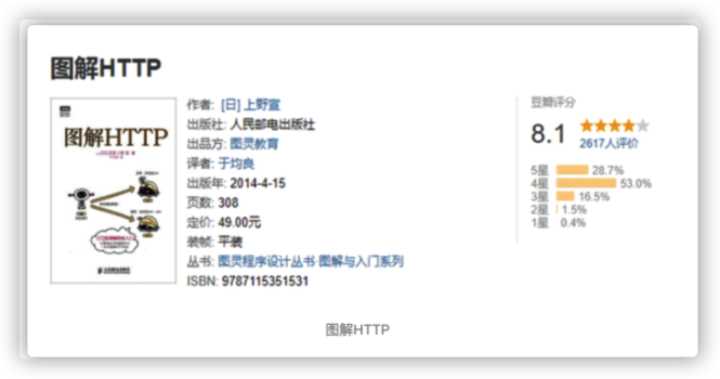 图解HTTP
图解HTTP
作者: [日] 上野宣
出版社: 人民邮电出版社
出品方: 图灵教育
译者: 于均良
出版年: 2014-4-15
页数: 308
定价: 49.00元
装帧: 平装
丛书: 图灵程序设计丛书·图解与入门系列
ISBN: 9787115351531
豆瓣评分
8.1
2617人评价
5星 28.7%
4星 53.0%
3星 16.5%
2星 1.5%
1星 0.4%
图解HTTP